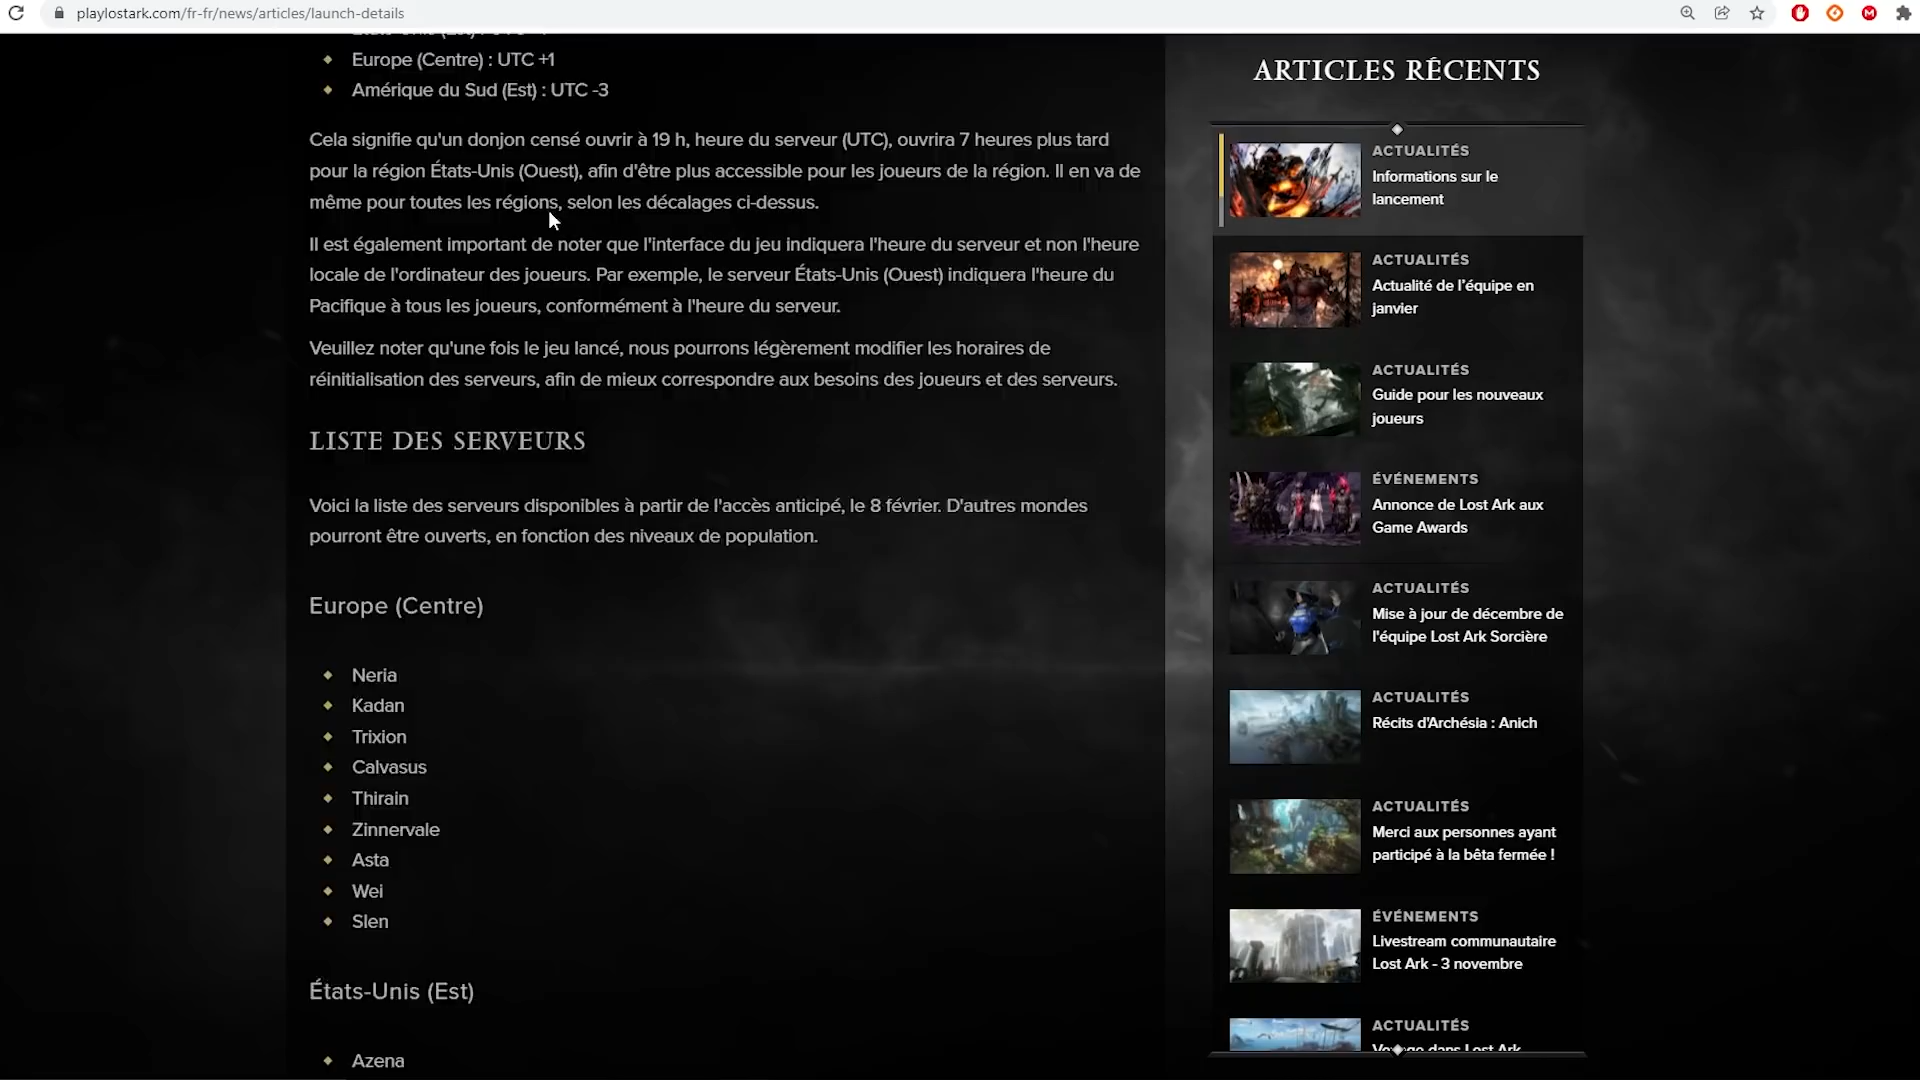 playlostark.com/fr-fr/news/articles/launch-details
Europe (Centre) : UTC +1
Amérique du Sud (Est) : UTC -3
Cela signifie qu'un donjon censé ouvrir à 19 h, heure du serveur (UTC), ouvrira 7 heures plus tard
pour la région États-Unis (Ouest), afin d'être plus accessible pour les joueurs de la région. Il en va de
même pour toutes les régions, selon les décalages ci-dessus.
Il est également important de noter que l'interface du jeu indiquera l'heure du serveur et non l'heure
locale de l'ordinateur des joueurs. Par exemple, le serveur États-Unis (Ouest) indiquera l'heure du
Pacifique à tous les joueurs, conformément à l'heure du serveur.
Veuillez noter qu'une fois le jeu lancé, nous pourrons légèrement modifier les horaires de
réinitialisation des serveurs, afin de mieux correspondre aux besoins des joueurs et des serveurs.
LISTE DES SERVEURS
Voici la liste des serveurs disponibles à partir de l'accès anticipé, le 8 février. D'autres mondes
pourront être ouverts, en fonction des niveaux de population.
Europe (Centre)
Neria
Kadan
Trixion
Calvasus
Thirain
Zinnervale
Asta
Wei
Slen
États-Unis (Est)
Azena
ARTICLES RÉCENTS
ACTUALITÉS
Informations sur le
lancement
ACTUALITÉS
Actualité de l'équipe en
janvier
ACTUALITÉS
Guide pour les nouveaux
joueurs
ÉVÉNEMENTS
Annonce de Lost Ark aux
Game Awards
ACTUALITÉS
Mise à jour de décembre de
l'équipe Lost Ark Sorcière
ACTUALITÉS
Récits d'Archésia : Anich
ACTUALITÉS
Merci aux personnes ayant
participé à la bêta fermée !
ÉVÉNEMENTS
Livestream communautaire
Lost Ark - 3 novembre
ACTUALITÉS
dans Lost Ark